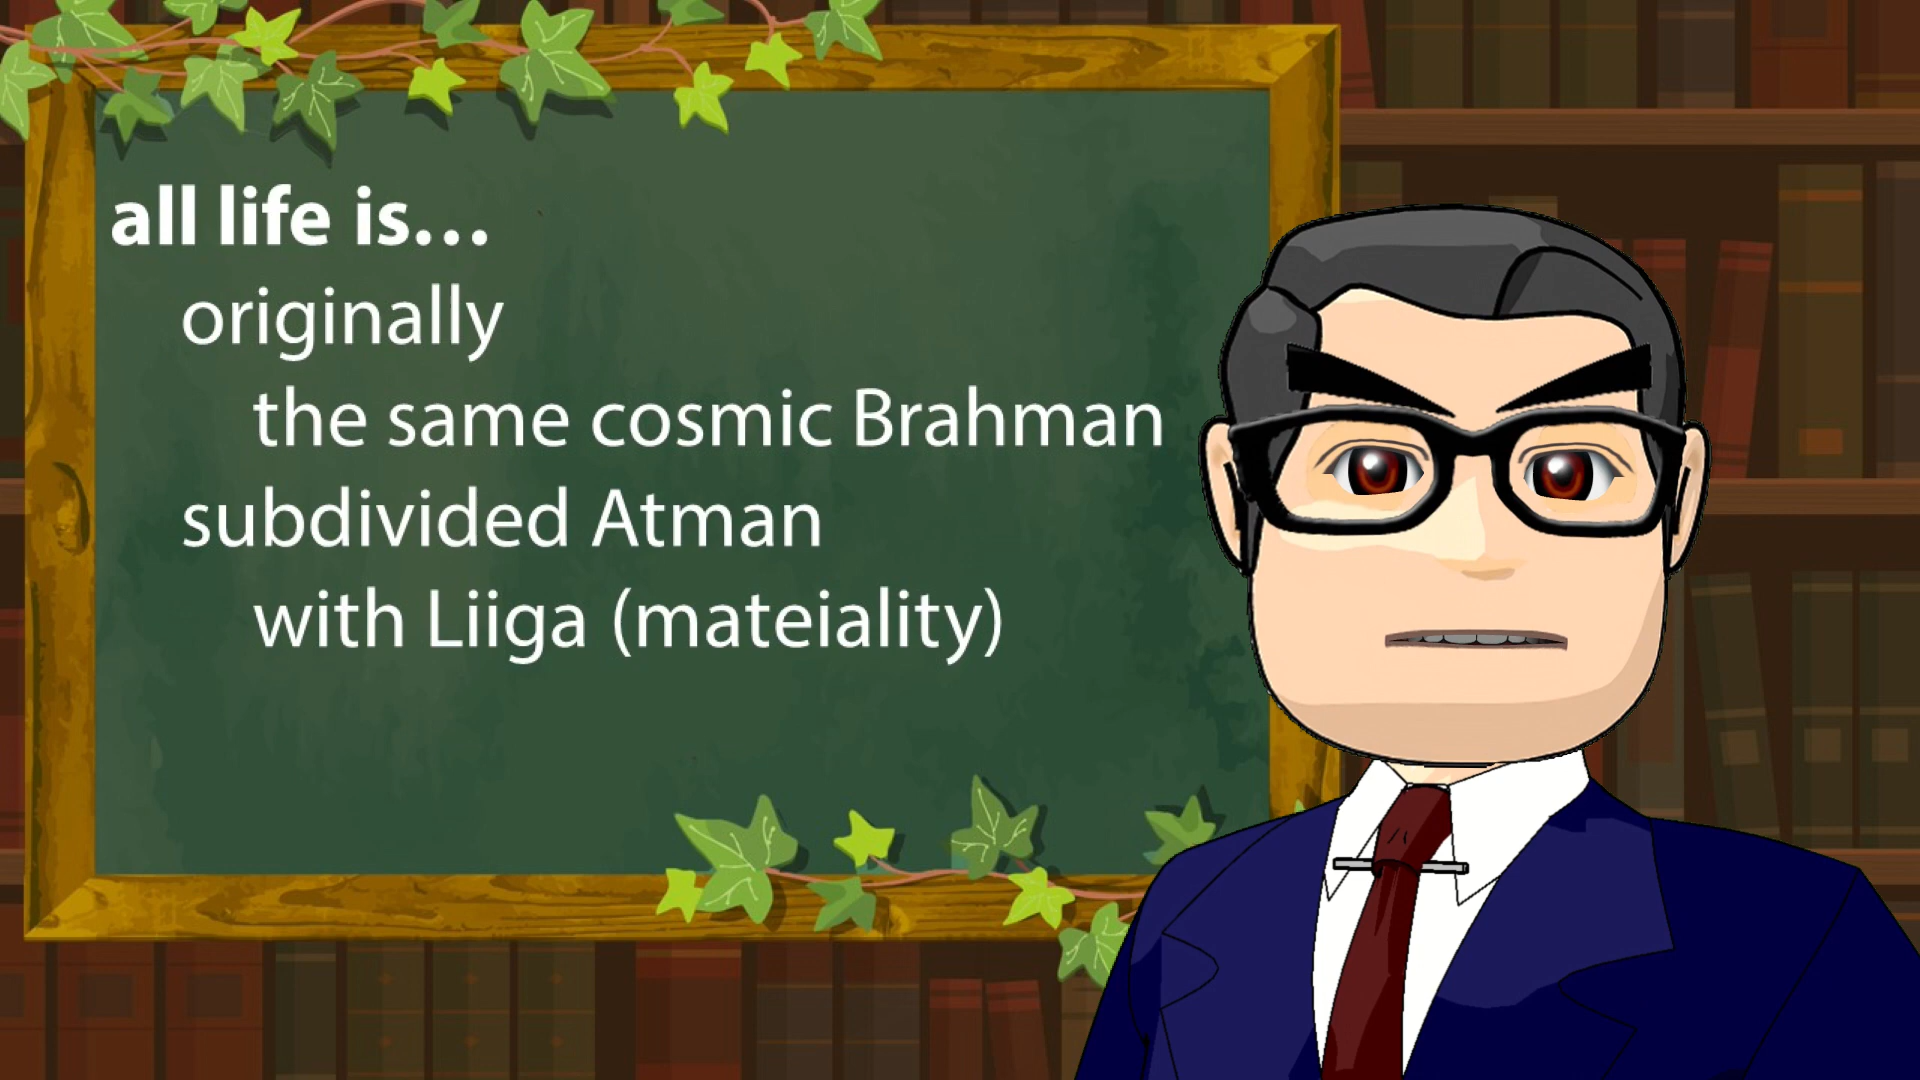 all life is...
originally
the same cosmic Brahman
subdivided Atman
with Liiga (mateiality)